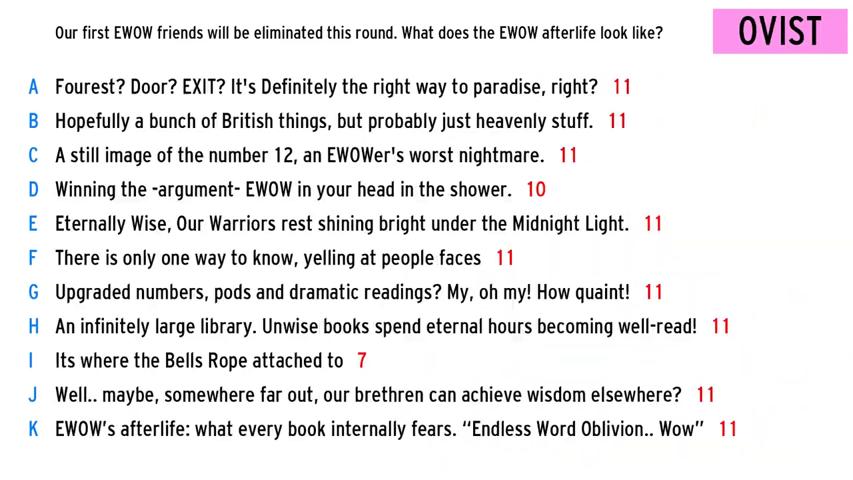 Our first EWOW friends will be eliminated this round. What does the EWOW afterlife look like?
OVIST
A Fourest? Door? EXIT? It's Definitely the right way to paradise, right? 11
B Hopefully a bunch of British things, but probably just heavenly stuff. 11
C A still image of the number 12, an EWOWer's worst nightmare. 11
D Winning the -argument- EWOW in your head in the shower. 10
E Eternally Wise, Our Warriors rest shining bright under the Midnight Light. 11
F There is only one way to know, yelling at people faces 11
G Upgraded numbers, pods and dramatic readings? My, oh my! How quaint! 11
H An infinitely large library. Unwise books spend eternal hours becoming well-read! 11
I Its where the Bells Rope attached to 7
J Well.. maybe, somewhere far out, our brethren can achieve wisdom elsewhere? 11
K EWOW's afterlife: what every book internally fears. “Endless Word Oblivion.. Wow” 11